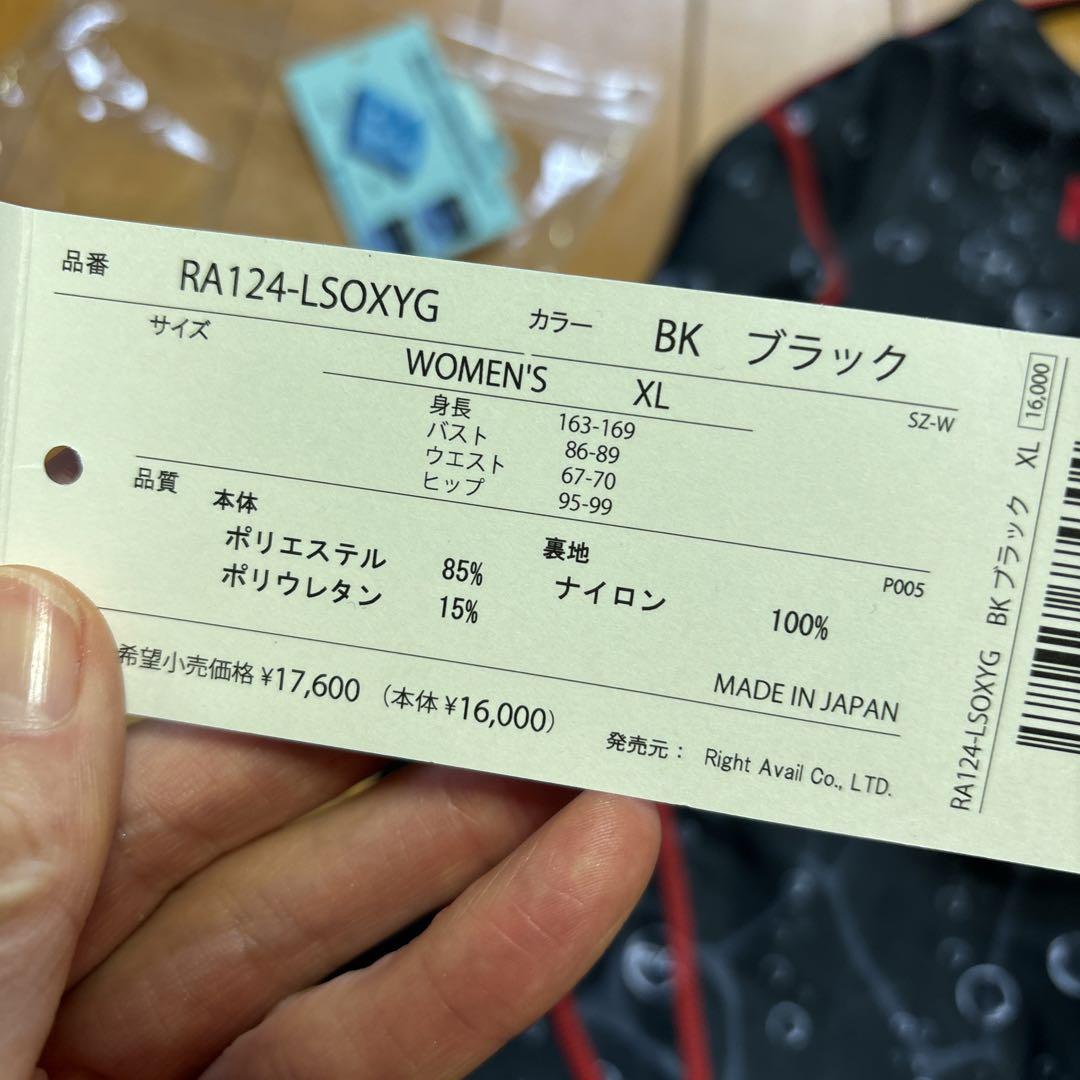 品番 RA124-LSOXYG カラー BK ブラック
サイズ
WOMEN'S XL
SZ-W
身長 163-169
バスト 86-89
ウエスト 67-70
ヒップ 95-99
品質 本体 裏地
P005
ポリエステル 85% ナイロン 100%
ポリウレタン 15%
MADE IN JAPAN
希望小売価格 ¥17,600 (本体 ¥16,000)
発売元: Right Avail Co., LTD.
RA124-LSOXYG BK ブラック XL 16,000